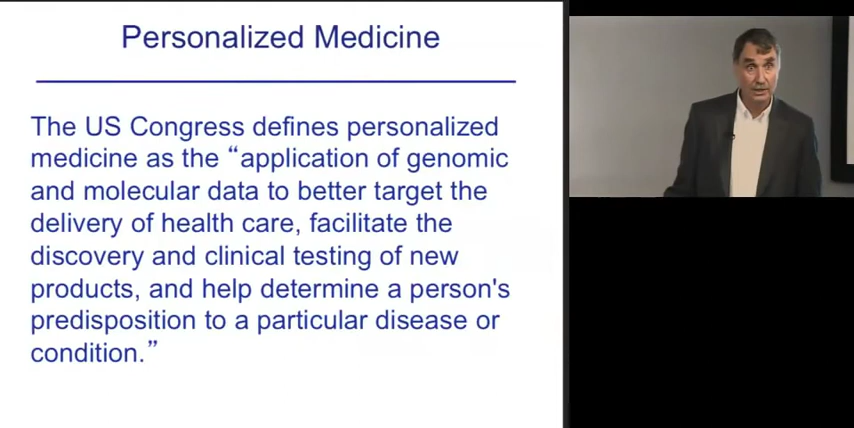 Personalized Medicine
The US Congress defines personalized
medicine as the “application of genomic
and molecular data to better target the
delivery of health care, facilitate the
discovery and clinical testing of new
products, and help determine a person's
predisposition to a particular disease or
condition.”